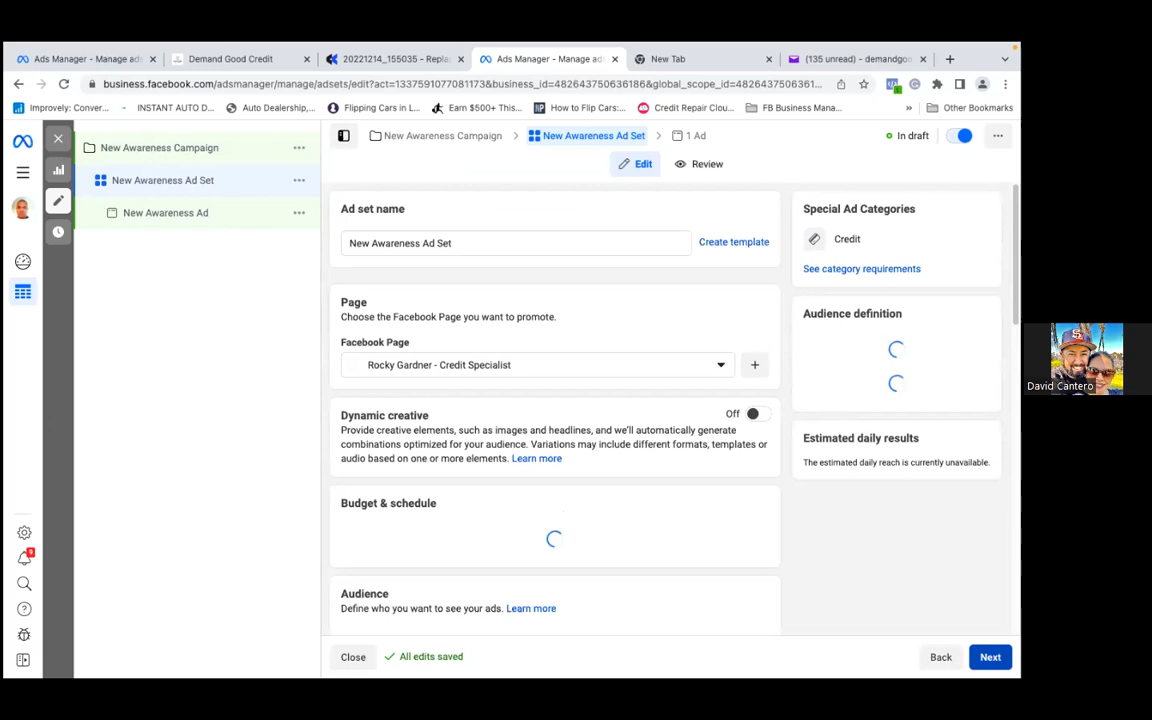 Ads Manager - Manage ad
Demand Good Credit
20221214_155035 - Repla
Ads Manager - Manage ad
New Tab
(135 unread) - demandgo
business.facebook.com/adsmanager/manage/adsets/edit?act=1337591077081173&business_id=48264375063618&global_scope_id=4826437506361...
Improvely: Conver...
INSTANT AUTO D...
Auto Dealership,...
Flipping Cars in L...
Earn $500+ This...
How to Flip Cars:...
Credit Repair Clou...
FB Business Mana...
»
Other Bookmarks
New Awareness Campaign
New Awareness Ad Set
1 Ad
In draft
Edit
Review
New Awareness Campaign
New Awareness Ad Set
New Awareness Ad
Ad set name
New Awareness Ad Set
Create template
Page
Choose the Facebook Page you want to promote.
Facebook Page
Rocky Gardner - Credit Specialist
Dynamic creative
Off
Provide creative elements, such as images and headlines, and we'll automatically generate
combinations optimized for your audience. Variations may include different formats, templates or
audio based on one or more elements. Learn more
Budget & schedule
Audience
Define who you want to see your ads. Learn more
Special Ad Categories
Credit
See category requirements
Audience definition
Estimated daily results
The estimated daily reach is currently unavailable.
9
Close
All edits saved
Back
Next
David Cantero